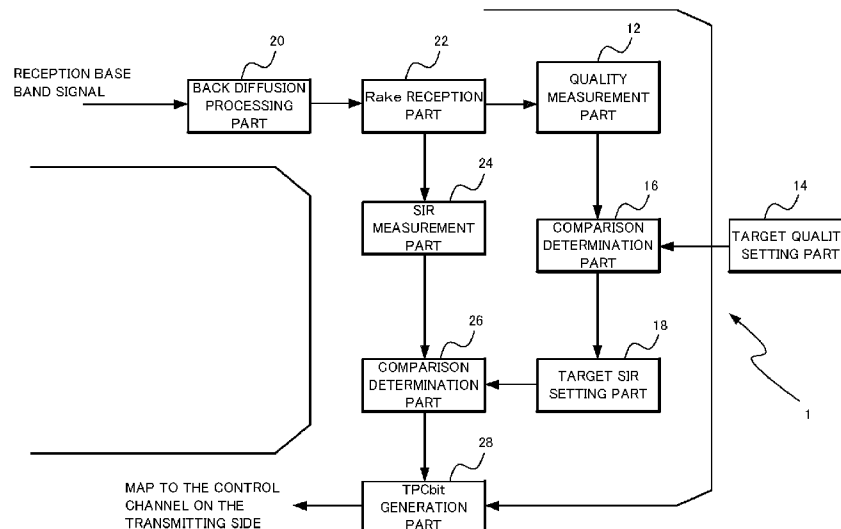 20
22
12
RECEPTION BASE
BAND SIGNAL
BACK DIFFUSION
PROCESSING
PART
Rake RECEPTION
PART
QUALITY
MEASUREMENT
PART
24
16
14
SIR
MEASUREMENT
PART
COMPARISON
DETERMINATION
PART
TARGET QUALIT
SETTING PART
26
18
COMPARISON
DETERMINATION
PART
TARGET SIR
SETTING PART
1
28
MAP TO THE CONTROL
CHANNEL ON THE
TRANSMITTING SIDE
TPCbit
GENERATION
PART